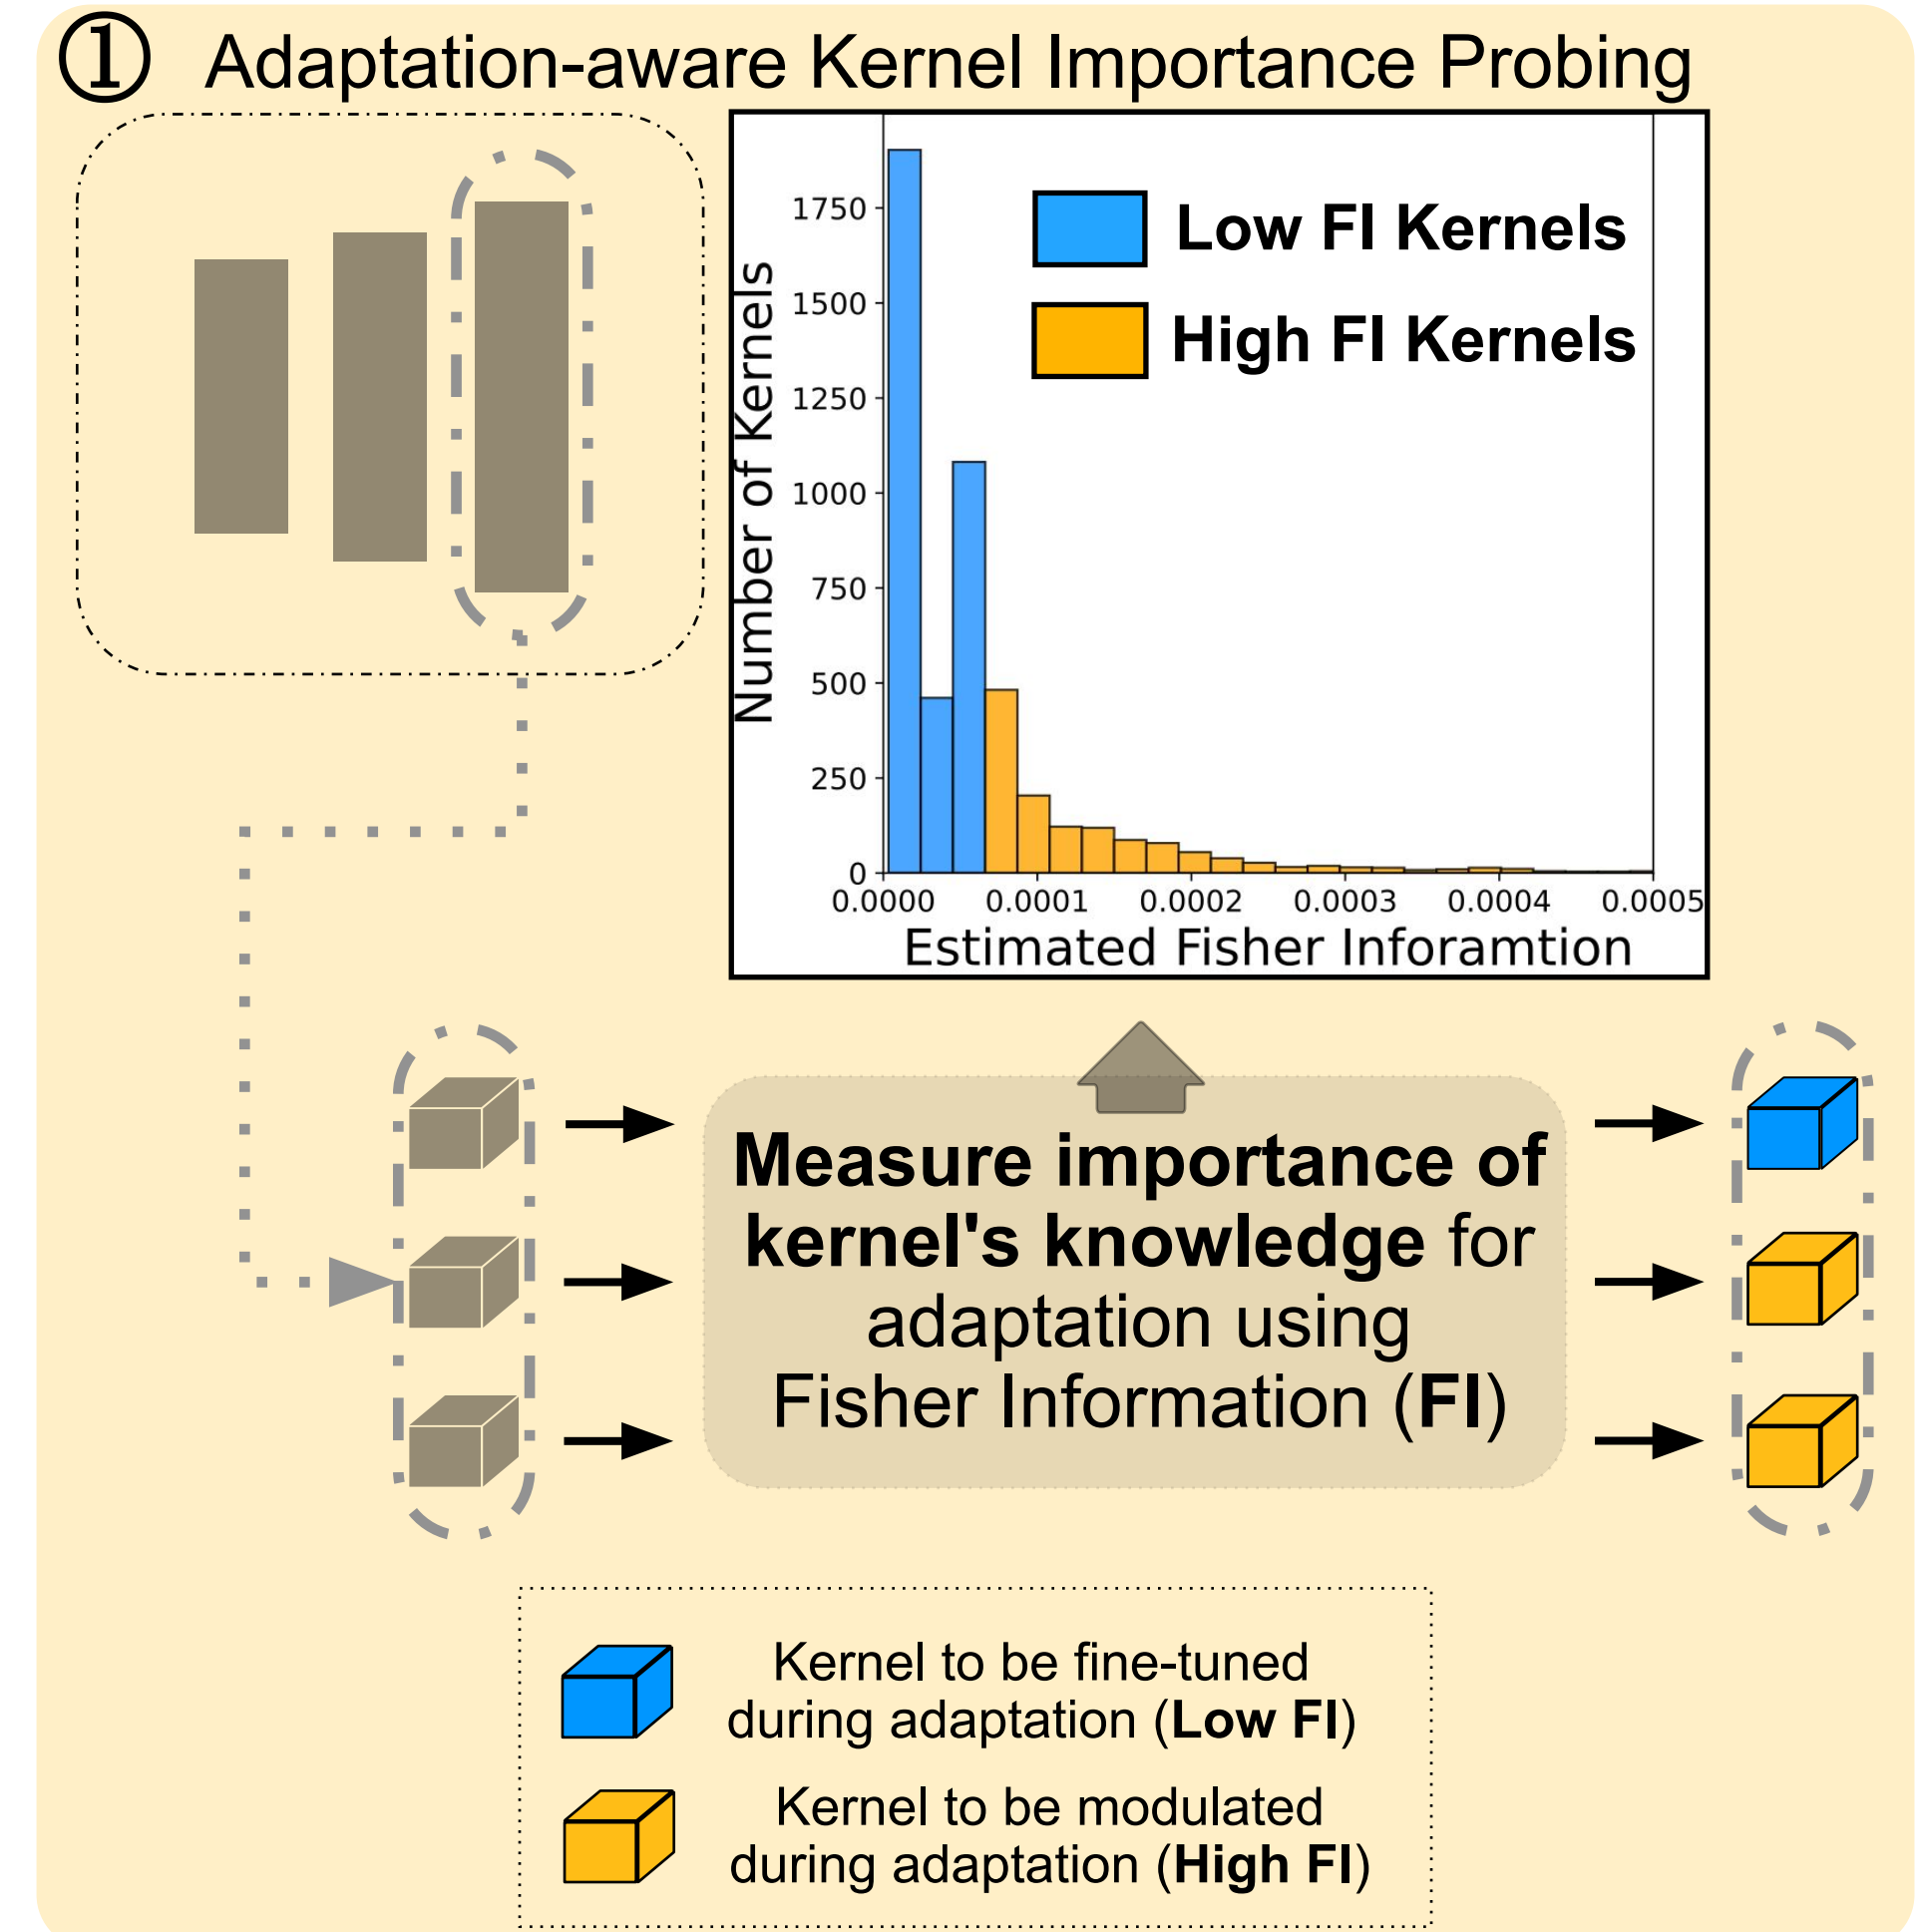 ① Adaptation-aware Kernel Importance Probing
Number of Kernels
1750
1500
1250
1000
750
500
250
0
Low FI Kernels
High FI Kernels
0.0000 0.0001 0.0002 0.0003 0.0004 0.0005
Estimated Fisher Inforamtion
Measure importance of
kernel's knowledge for
adaptation using
Fisher Information (FI)
Kernel to be fine-tuned
during adaptation (Low FI)
Kernel to be modulated
during adaptation (High FI)